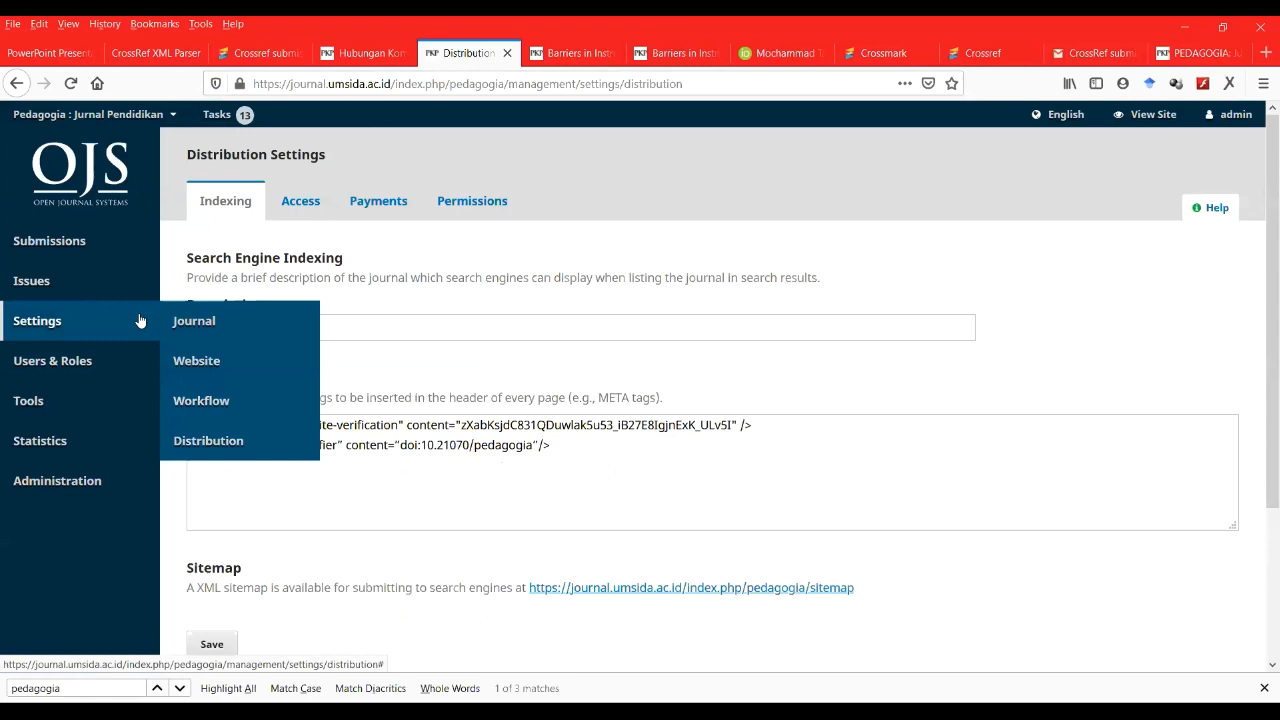 File Edit View History Bookmarks Tools Help
PowerPoint Present
CrossRef XML Parser
Crossref submi
PKP Hubungan Kom
PKP Distribution
PKP Barriers in Instr
PKP Barriers in Instr
Mochammad T
Crossmark
Crossref
CrossRef subm
PKP PEDAGOGIA: Ju
https://journal.umsida.ac.id/index.php/pedagogia/management/settings/distribution
Pedagogia : Jurnal Pendidikan Tasks 13 English View Site admin
OJS
OPEN JOURNAL SYSTEMS
Submissions
Issues
Settings
Users & Roles
Tools
Statistics
Administration
Journal
Website
Workflow
Distribution
Distribution Settings
Indexing Access Payments Permissions
Help
Search Engine Indexing
Provide a brief description of the journal which search engines can display when listing the journal in search results.
gs to be inserted in the header of every page (e.g., META tags).
ite-verification" content="zXabKsjdC831QDuwlak5u53_iB27E8IgjnExK_ULv5I" />
fier” content=”doi:10.21070/pedagogia”/>
Sitemap
A XML sitemap is available for submitting to search engines at https://journal.umsida.ac.id/index.php/pedagogia/sitemap
Save
https://journal.umsida.ac.id/index.php/pedagogia/management/settings/distribution#
pedagogia Highlight All Match Case Match Diacritics Whole Words 1 of 3 matches